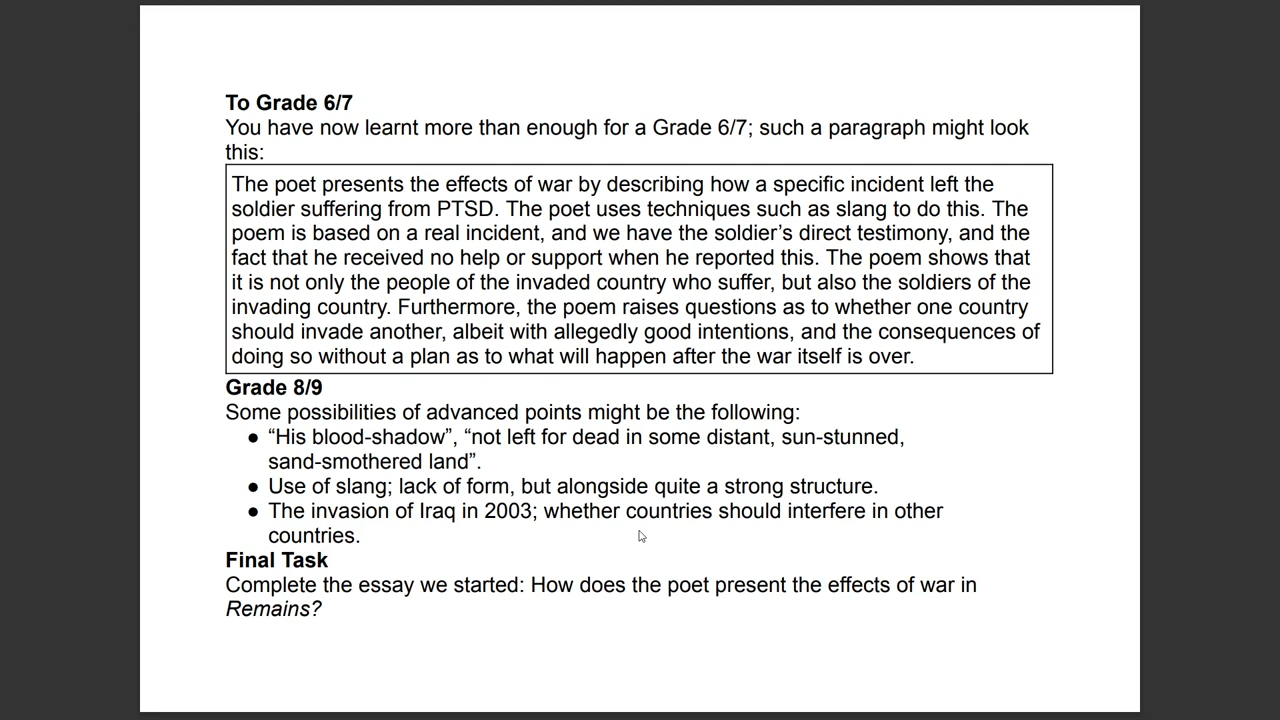 To Grade 6/7
You have now learnt more than enough for a Grade 6/7; such a paragraph might look
this:
The poet presents the effects of war by describing how a specific incident left the
soldier suffering from PTSD. The poet uses techniques such as slang to do this. The
poem is based on a real incident, and we have the soldier’s direct testimony, and the
fact that he received no help or support when he reported this. The poem shows that
it is not only the people of the invaded country who suffer, but also the soldiers of the
invading country. Furthermore, the poem raises questions as to whether one country
should invade another, albeit with allegedly good intentions, and the consequences of
doing so without a plan as to what will happen after the war itself is over.
Grade 8/9
Some possibilities of advanced points might be the following:
● “His blood-shadow”, “not left for dead in some distant, sun-stunned,
sand-smothered land”.
● Use of slang; lack of form, but alongside quite a strong structure.
● The invasion of Iraq in 2003; whether countries should interfere in other
countries.
Final Task
Complete the essay we started: How does the poet present the effects of war in
Remains?